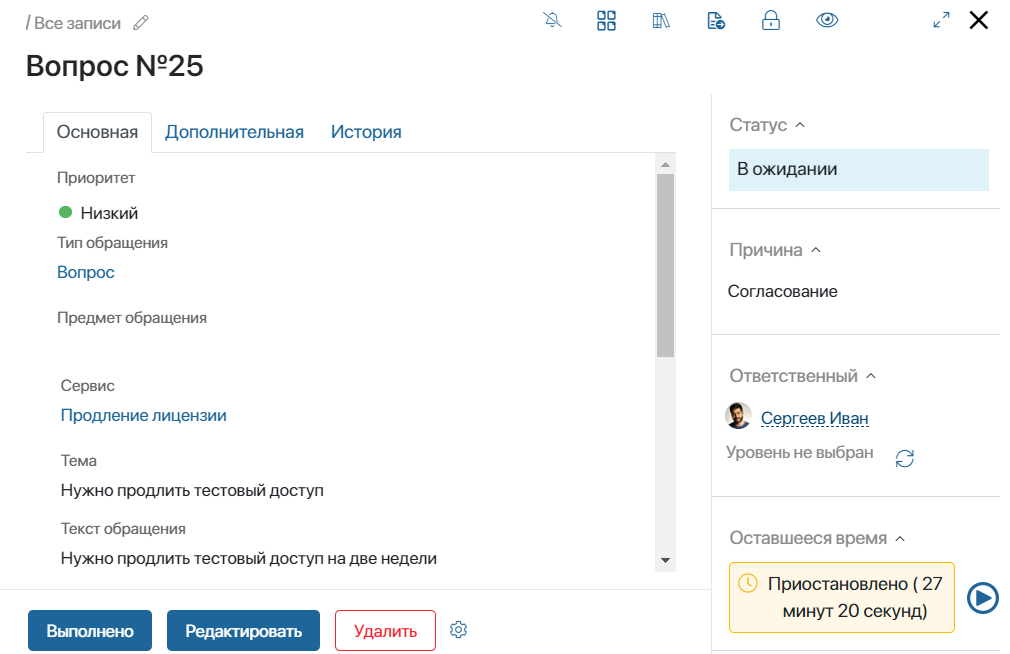 / Все записи
Вопрос №25
Основная
Дополнительная
История
Приоритет
Низкий
Тип обращения
Вопрос
Предмет обращения
Сервис
Продление лицензии
Тема
Нужно продлить тестовый доступ
Текст обращения
Нужно продлить тестовый доступ на две недели
Выполнено
Редактировать
Удалить
Статус
В ожидании
Причина
Согласование
Ответственный
Сергеев Иван
Уровень не выбран
Оставшееся время
Приостановлено ( 27
минут 20 секунд)